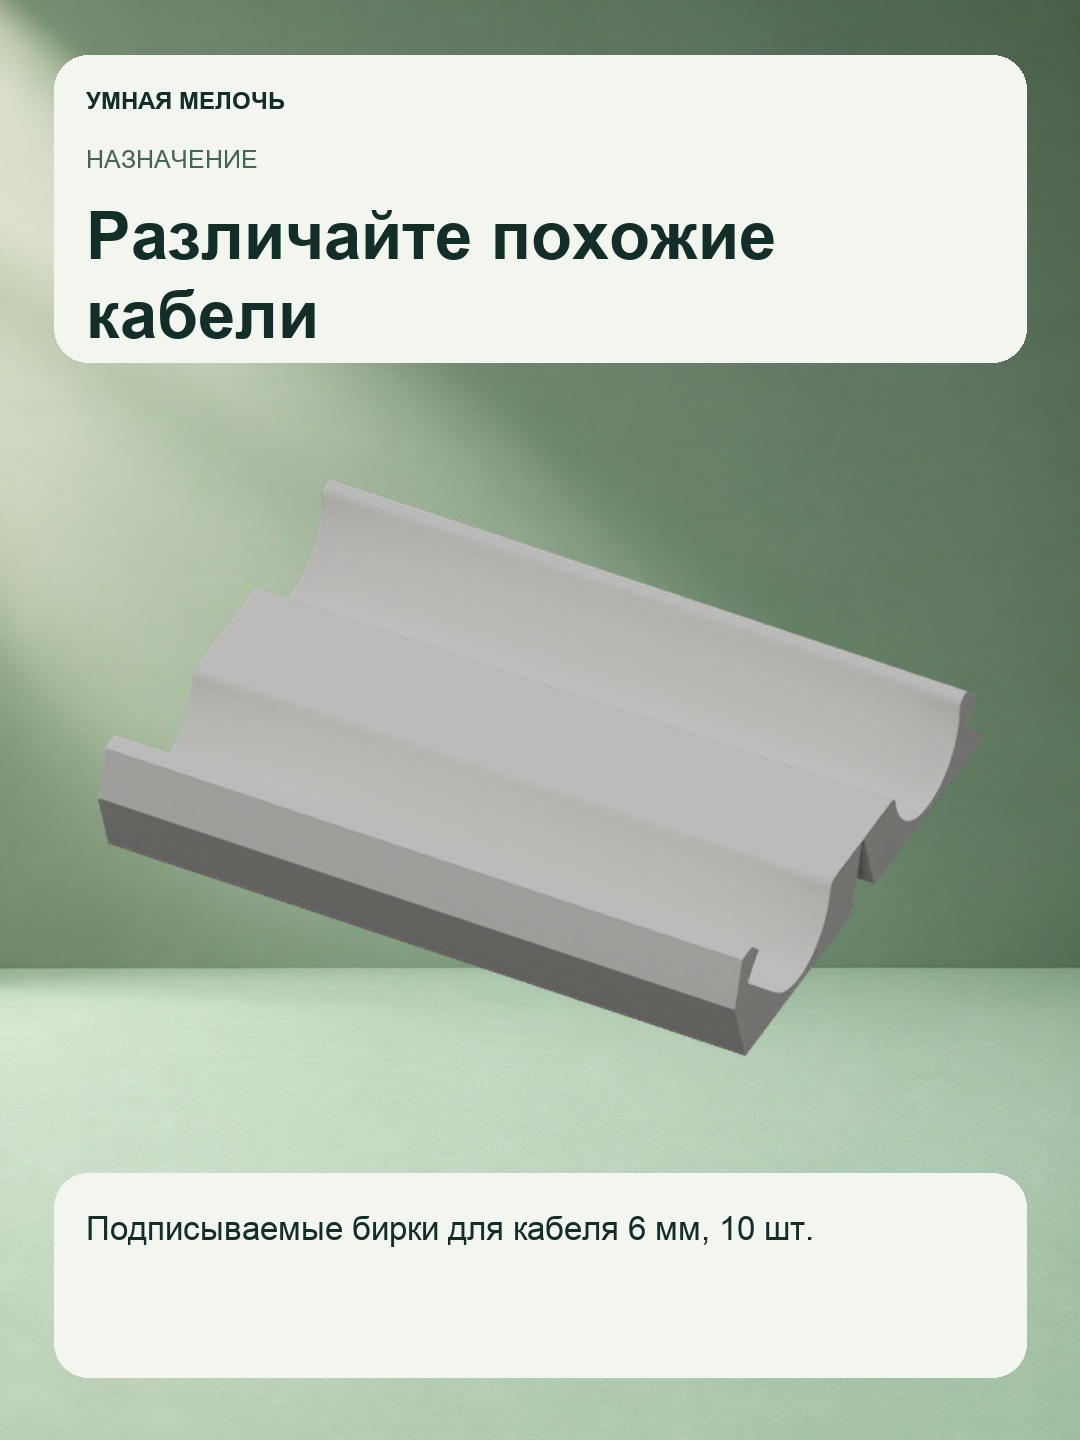 УМНАЯ МЕЛОЧЬ
НАЗНАЧЕНИЕ
Различайте похожие
кабели
Подписываемые бирки для кабеля 6 мм, 10 шт.